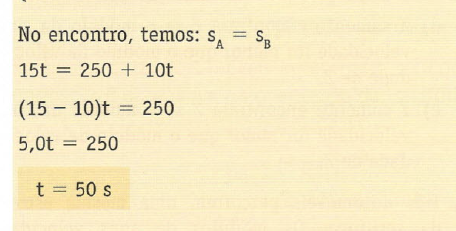 No encontro, temos: s_A = s_B
15t = 250 + 10t
(15 – 10)t = 250
5,0t = 250
t = 50 s